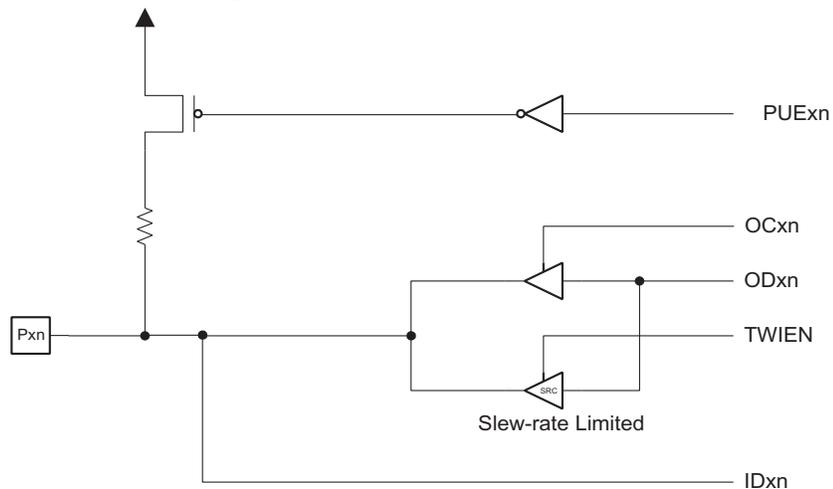 PUExn
OCxn
ODxn
Pxn
TWIEN
SRC
Slew-rate Limited
IDxn